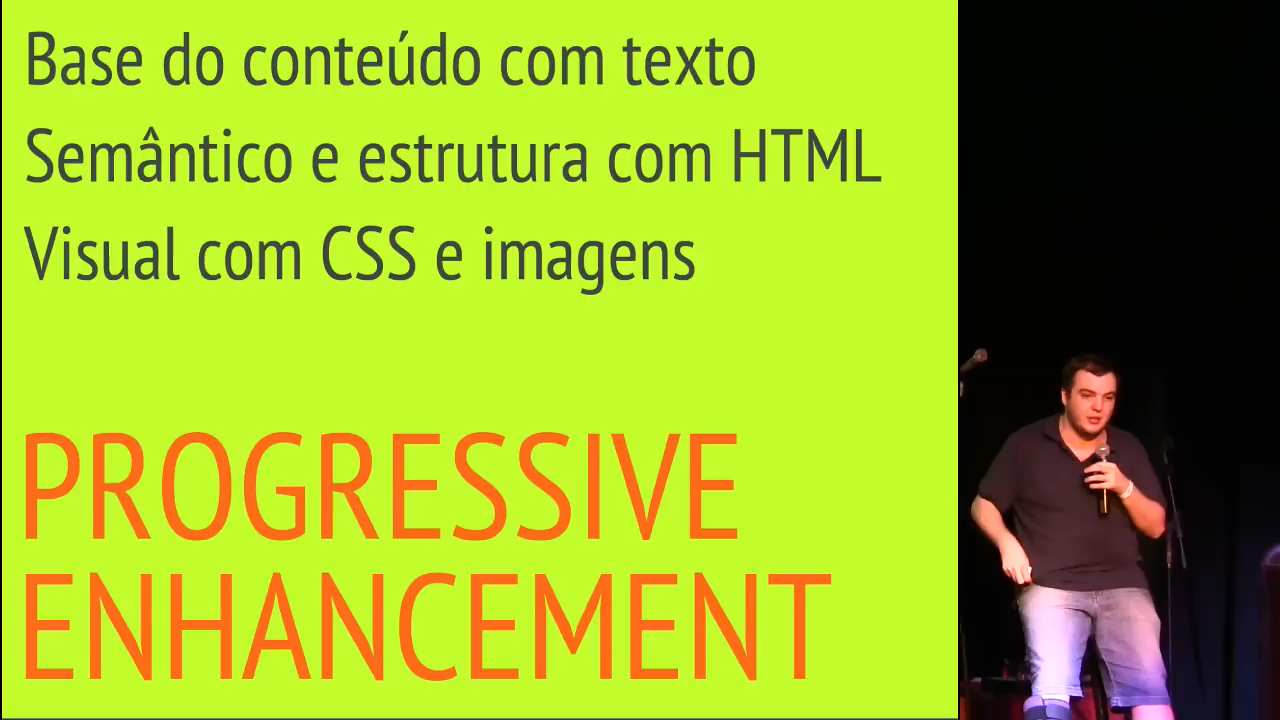 Base do conteúdo com texto
Semântico e estrutura com HTML
Visual com CSS e imagens
PROGRESSIVE
ENHANCEMENT